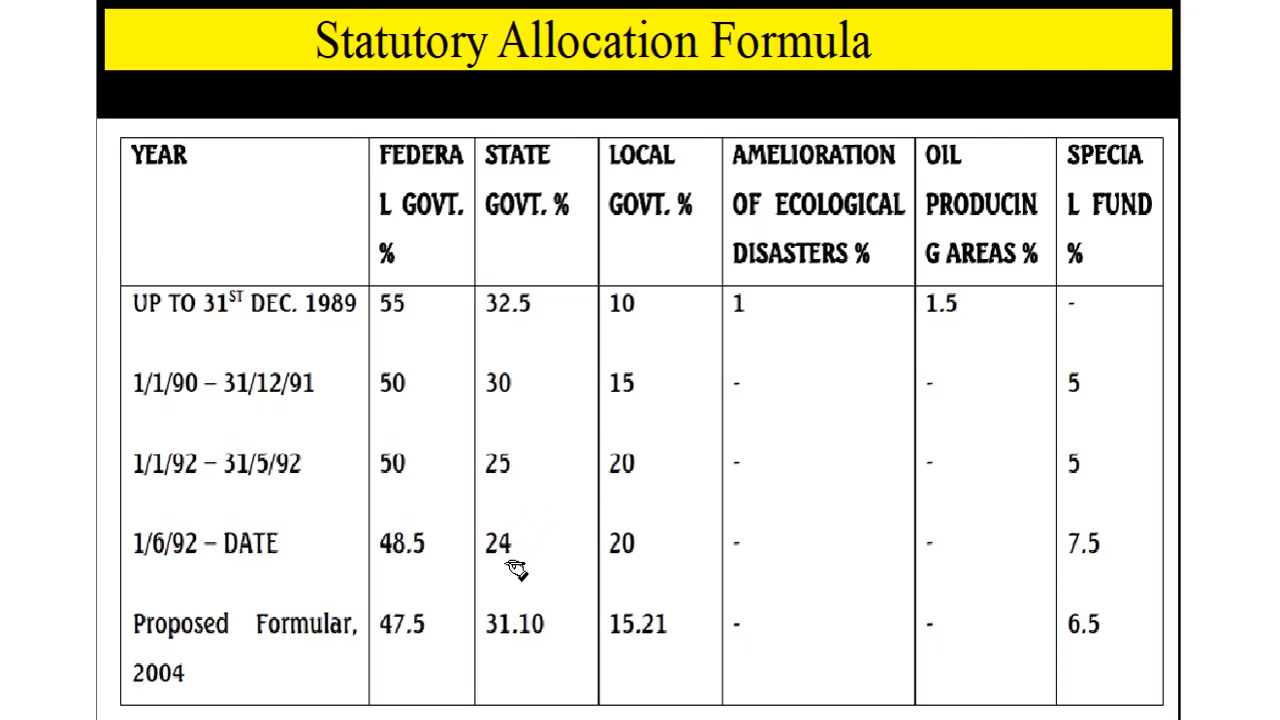 Statutory Allocation Formula
YEAR FEDERA STATE LOCAL AMELIORATION OIL SPECIA
L GOVT. GOVT. % GOVT. % OF ECOLOGICAL PRODUCIN L FUND
% DISASTERS % G AREAS % %
UP TO 31ST DEC. 1989 55 32.5 10 1 1.5 -
1/1/90 – 31/12/91 50 30 15 - - 5
1/1/92 – 31/5/92 50 25 20 - - 5
1/6/92 – DATE 48.5 24 20 - - 7.5
Proposed Formular, 47.5 31.10 15.21 - - 6.5
2004